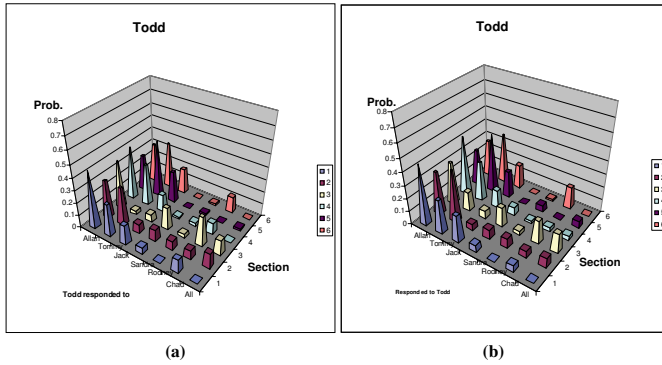 Todd
Prob.
0.8
0.7
0.6
0.5
0.4
0.3
0.2
0.1
0
Allan
Tommy
Jack
Sandra
Rodney
Chad
All
1
2
3
4
5
6
Section
Todd responded to
1
2
3
4
5
6
(a)
Todd
Prob.
0.8
0.7
0.6
0.5
0.4
0.3
0.2
0.1
0
Allan
Tommy
Jack
Sandra
Rodney
Chad
All
1
2
3
4
5
6
Section
Responded to Todd
(b)